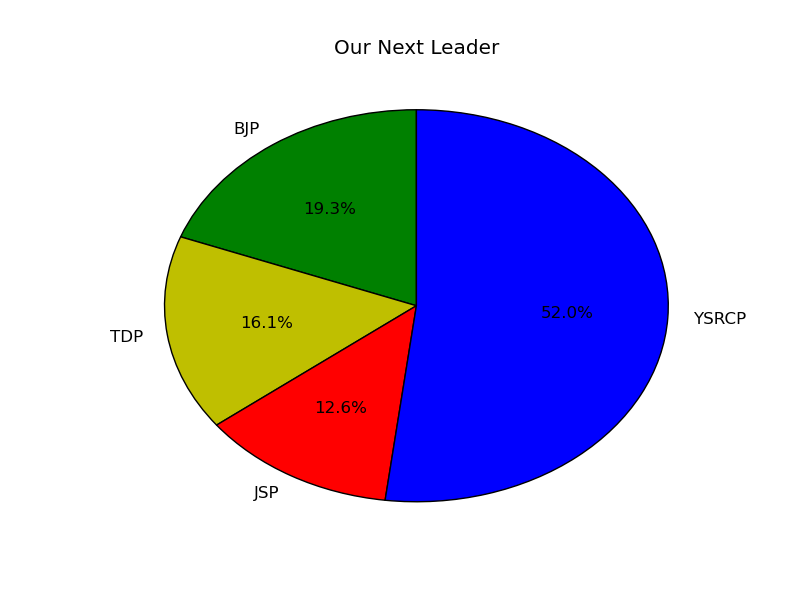 Our Next Leader
BJP
19.3%
52.0%
YSRCP
16.1%
TDP
12.6%
JSP